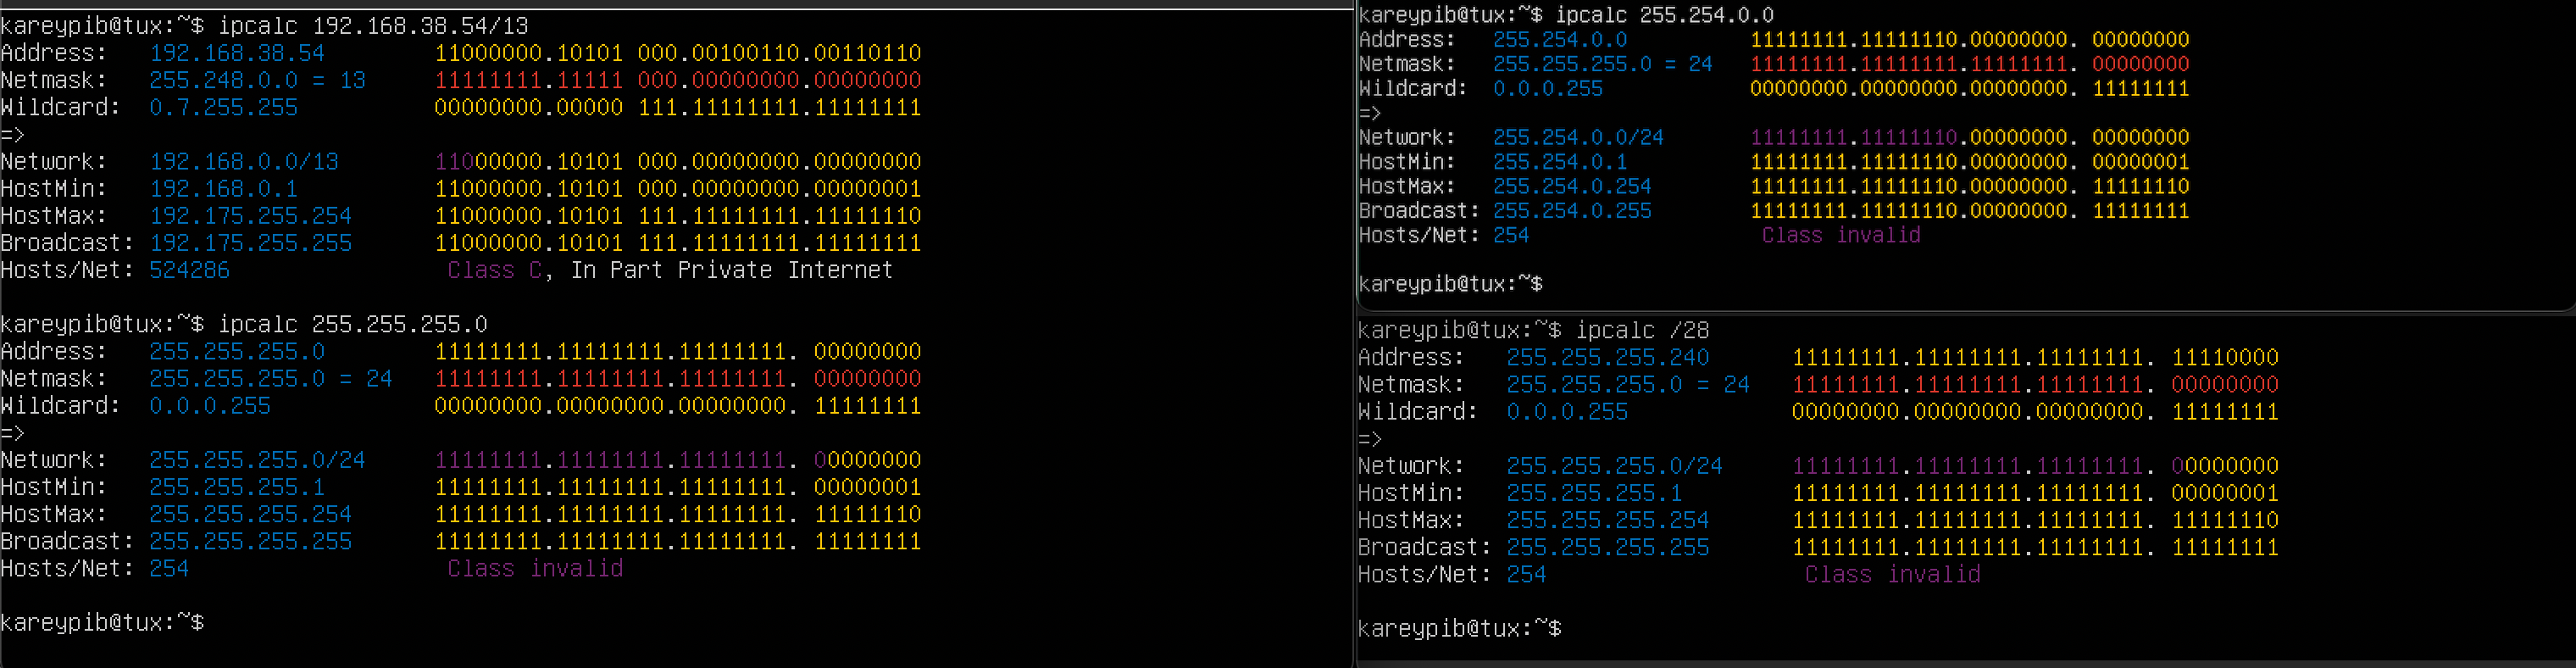 kareypib@tux:~$ ipcalc 192.168.38.54/13
Address:   192.168.38.54        11000000.10101 000.00100110.00110110
Netmask:   255.248.0.0 = 13     11111111.11111 000.00000000.00000000
Wildcard:  0.7.255.255          00000000.00000 111.11111111.11111111
=>
Network:   192.168.0.0/13       11000000.10101 000.00000000.00000000
HostMin:   192.168.0.1          11000000.10101 000.00000000.00000001
HostMax:   192.175.255.254      11000000.10101 111.11111111.11111110
Broadcast: 192.175.255.255      11000000.10101 111.11111111.11111111
Hosts/Net: 524286                Class C, In Part Private Internet
kareypib@tux:~$ ipcalc 255.255.255.0
Address:   255.255.255.0        11111111.11111111.11111111. 00000000
Netmask:   255.255.255.0 = 24   11111111.11111111.11111111. 00000000
Wildcard:  0.0.0.255            00000000.00000000.00000000. 11111111
=>
Network:   255.255.255.0/24     11111111.11111111.11111111. 00000000
HostMin:   255.255.255.1        11111111.11111111.11111111. 00000001
HostMax:   255.255.255.254      11111111.11111111.11111111. 11111110
Broadcast: 255.255.255.255      11111111.11111111.11111111. 11111111
Hosts/Net: 254                   Class invalid
kareypib@tux:~$
kareypib@tux:~$ ipcalc 255.254.0.0
Address:   255.254.0.0          11111111.11111110.00000000. 00000000
Netmask:   255.255.255.0 = 24   11111111.11111111.11111111. 00000000
Wildcard:  0.0.0.255            00000000.00000000.00000000. 11111111
=>
Network:   255.254.0.0/24       11111111.11111110.00000000. 00000000
HostMin:   255.254.0.1          11111111.11111110.00000000. 00000001
HostMax:   255.254.0.254        11111111.11111110.00000000. 11111110
Broadcast: 255.254.0.255        11111111.11111110.00000000. 11111111
Hosts/Net: 254                   Class invalid
kareypib@tux:~$
kareypib@tux:~$ ipcalc /28
Address:   255.255.255.240      11111111.11111111.11111111. 11110000
Netmask:   255.255.255.0 = 24   11111111.11111111.11111111. 00000000
Wildcard:  0.0.0.255            00000000.00000000.00000000. 11111111
=>
Network:   255.255.255.0/24     11111111.11111111.11111111. 00000000
HostMin:   255.255.255.1        11111111.11111111.11111111. 00000001
HostMax:   255.255.255.254      11111111.11111111.11111111. 11111110
Broadcast: 255.255.255.255      11111111.11111111.11111111. 11111111
Hosts/Net: 254                   Class invalid
kareypib@tux:~$